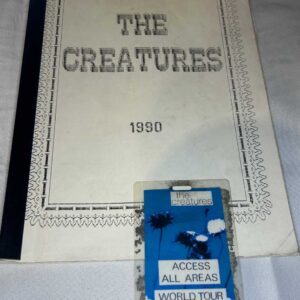 THE
CREATURES
1990
the
creatures
ACCESS
ALL AREAS
WORLD TOUR